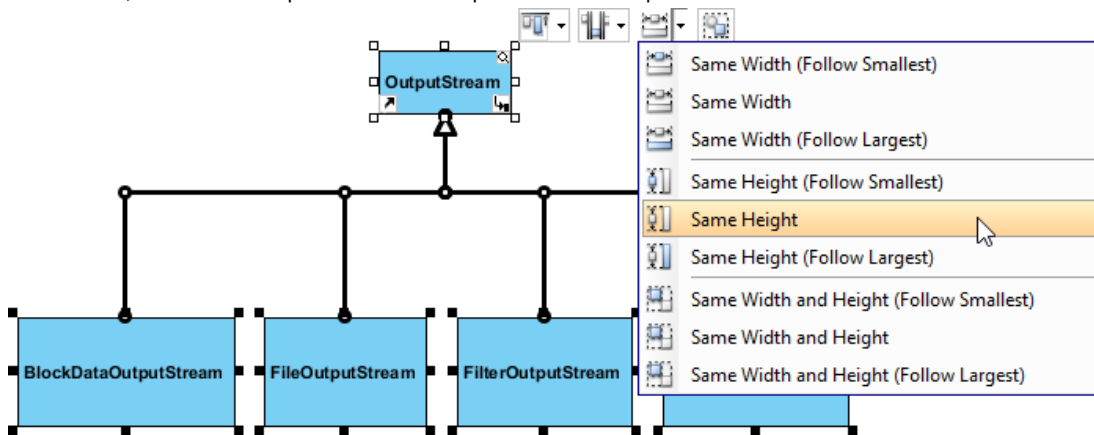 OutputStream
Same Width (Follow Smallest)
Same Width
Same Width (Follow Largest)
Same Height (Follow Smallest)
Same Height
Same Height (Follow Largest)
Same Width and Height (Follow Smallest)
Same Width and Height
Same Width and Height (Follow Largest)
BlockDataOutputStream
FileOutputStream
FilterOutputStream